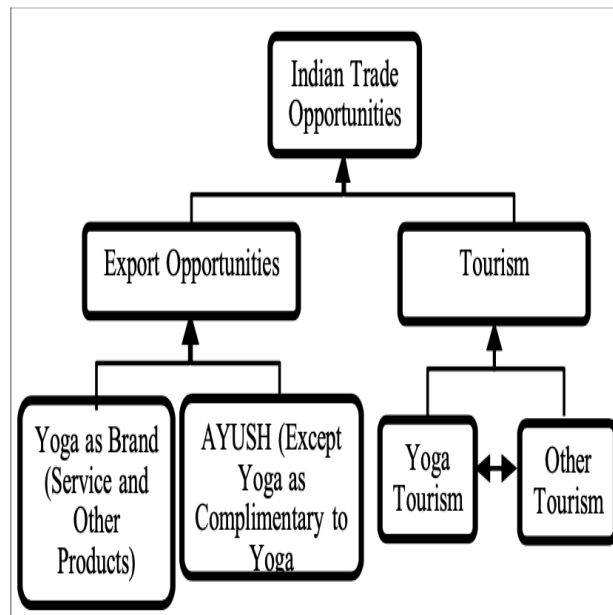 Indian Trade
Opportunities
Export Opportunities
Tourism
Yoga as Brand
(Service and
Other
Products)
AYUSH (Except
Yoga as
Complimentary to
Yoga
Yoga
Tourism
Other
Tourism